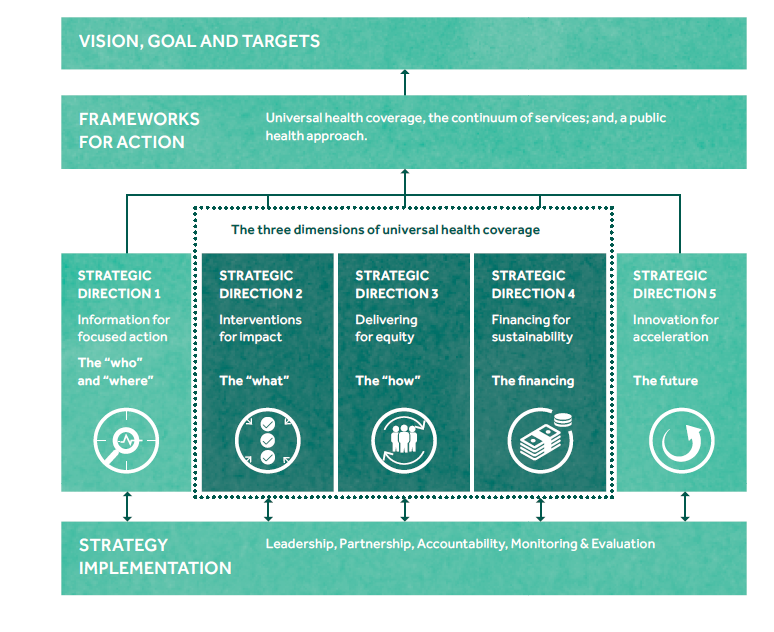 VISION, GOAL AND TARGETS
FRAMEWORKS
FOR ACTION
Universal health coverage, the continuum of services; and, a public
health approach.
The three dimensions of universal health coverage
STRATEGIC
DIRECTION 1
Information for
focused action
The “who”
and “where”
STRATEGIC
DIRECTION 2
Interventions
for impact
The “what”
STRATEGIC
DIRECTION 3
Delivering
for equity
The “how”
STRATEGIC
DIRECTION 4
Financing for
sustainability
The financing
STRATEGIC
DIRECTION 5
Innovation for
acceleration
The future
STRATEGY
IMPLEMENTATION
Leadership, Partnership, Accountability, Monitoring & Evaluation